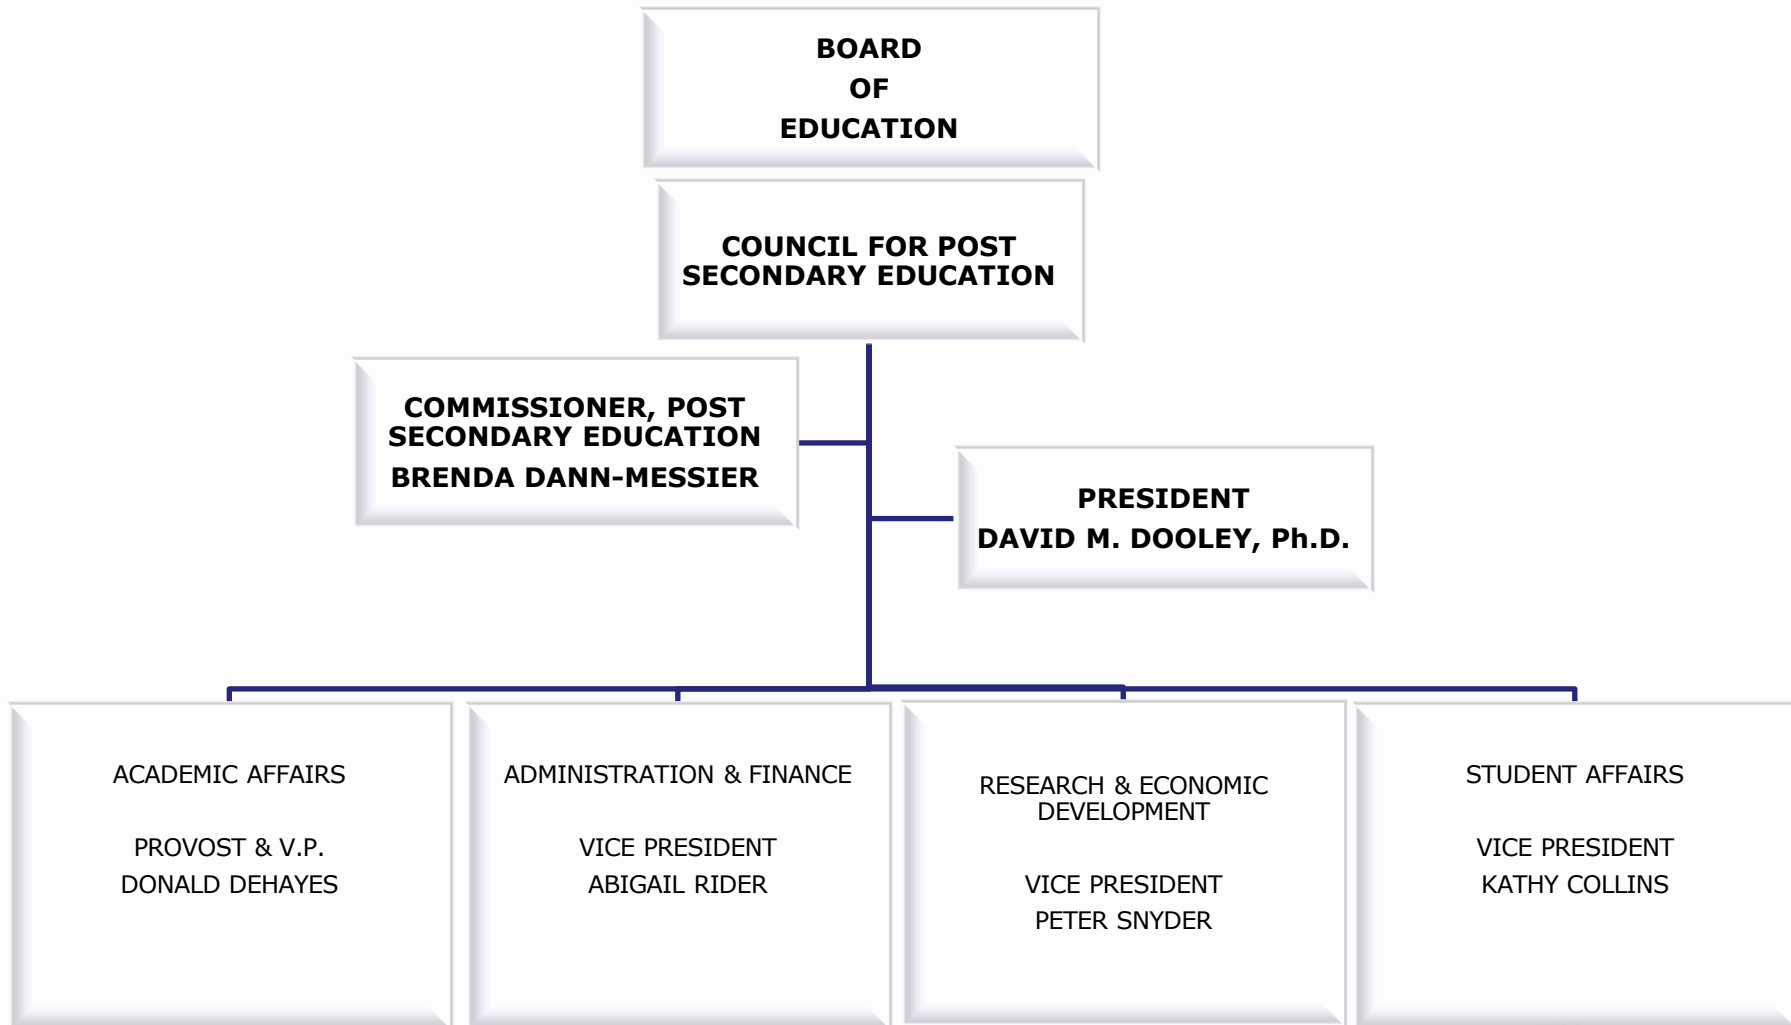 BOARD
OF
EDUCATION
COUNCIL FOR POST
SECONDARY EDUCATION
COMMISSIONER, POST
SECONDARY EDUCATION
BRENDA DANN-MESSIER
PRESIDENT
DAVID M. DOOLEY, Ph.D.
ACADEMIC AFFAIRS
PROVOST & V.P.
DONALD DEHAYES
ADMINISTRATION & FINANCE
VICE PRESIDENT
ABIGAIL RIDER
RESEARCH & ECONOMIC
DEVELOPMENT
VICE PRESIDENT
PETER SNYDER
STUDENT AFFAIRS
VICE PRESIDENT
KATHY COLLINS